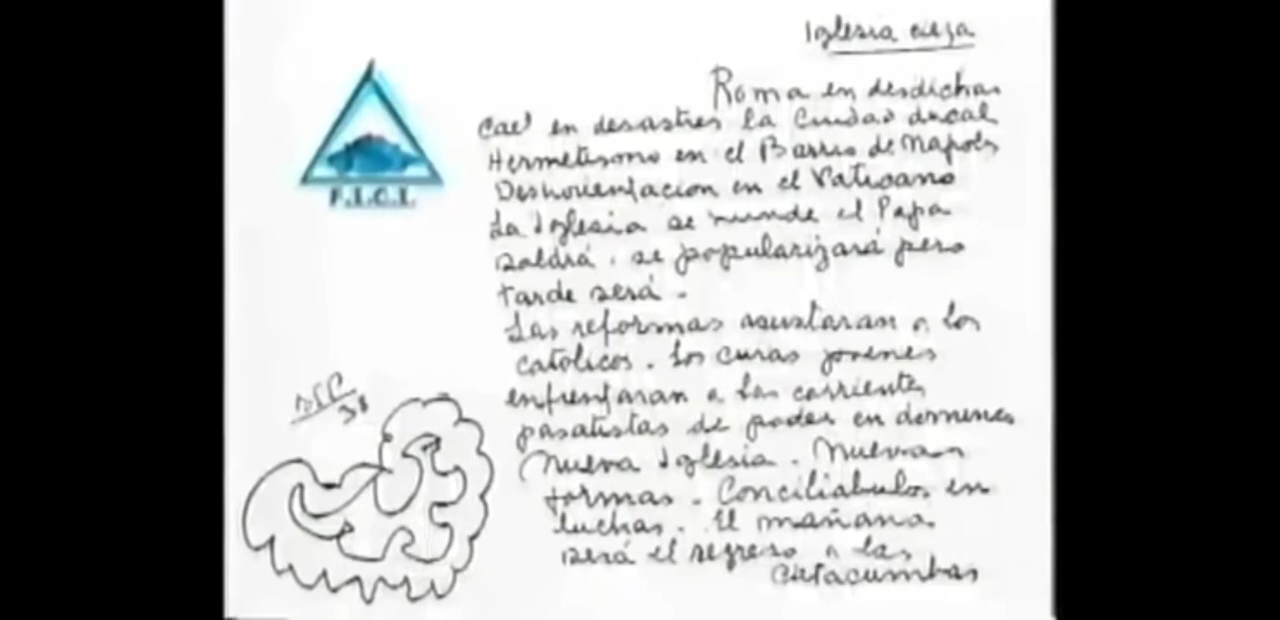 Iglesia ciega
Roma en desdichas
Cae en desastres la Ciudad ducal
Hermetismo en el Barrio de Napoles
Deshorientacion en el Vaticano
La Iglesia se hunde el Papa
saldrá. se popularizará pero
tarde será.
Las reformas asustaran a los
catolicos. Los curas jovenes
enfrentaran a las corrientes
pasatistas de poder en
Nueva Iglesia. Nuevas
formas. Conciliabulos en
luchas. El mañana
será el regreso a las
Catacumbas
F.I.C.I.
38